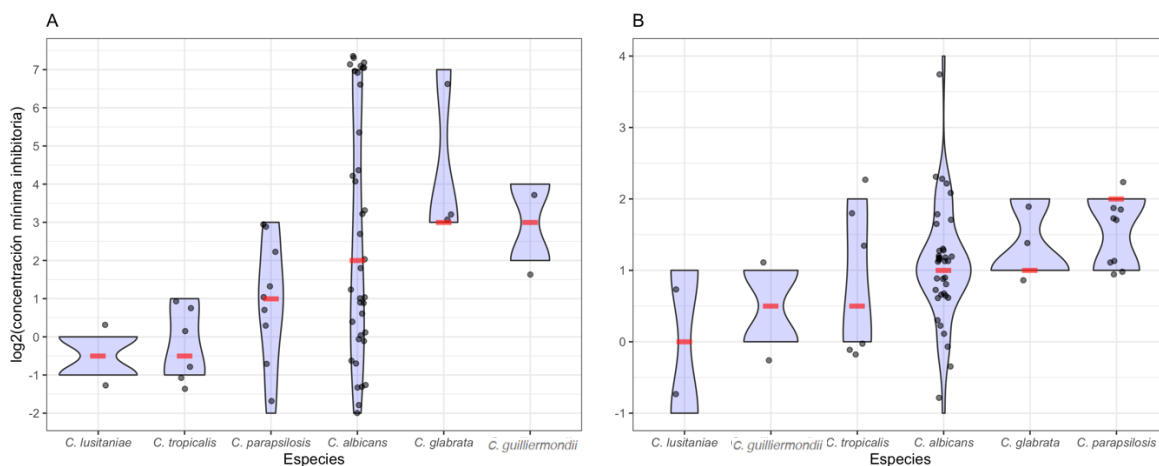 A
log2(concentración mínima inhibitoria)
7
6
5
4
3
2
1
0
-1
-2
C. lusitaniae C. tropicalis C. parapsilosis C. albicans C. glabrata C. guilliermondii
Especies
B
4
3
2
1
0
-1
C. lusitaniae C. guilliermondii C. tropicalis C. albicans C. glabrata C. parapsilosis
Especies